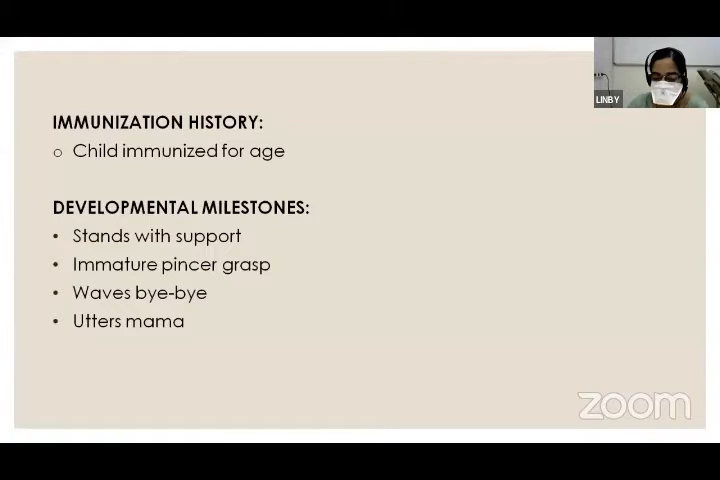 LINBY
IMMUNIZATION HISTORY:
o Child immunized for age
DEVELOPMENTAL MILESTONES:
• Stands with support
• Immature pincer grasp
• Waves bye-bye
• Utters mama
zoom